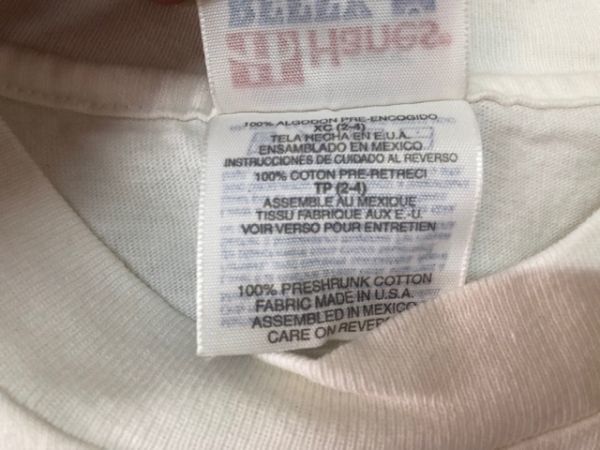 Hanes®
100% ALGODON PRE-ENCOGIDO
XC (2-4)
TELA HECHA EN E.U.A.
ENSAMBLADO EN MEXICO
INSTRUCCIONES DE CUIDADO AL REVERSO
100% COTON PRE-RETRECI
TP (2-4)
ASSEMBLE AU MEXIQUE
TISSU FABRIQUE AUX E.-U.
VOIR VERSO POUR ENTRETIEN
100% PRESHRUNK COTTON
FABRIC MADE IN U.S.A.
ASSEMBLED IN MEXICO
CARE ON REVERS